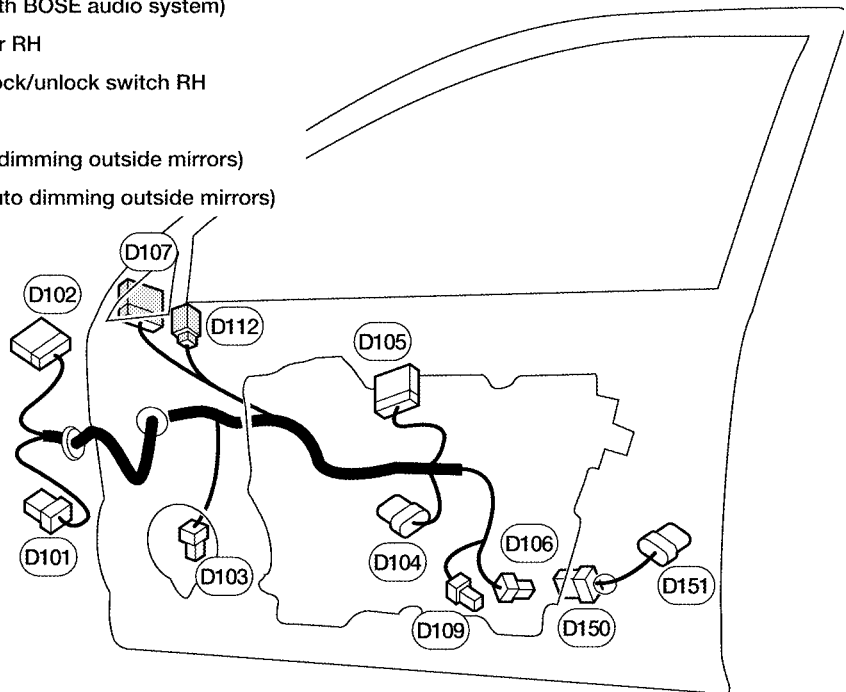 th BOSE audio system)
r RH
ock/unlock switch RH
dimming outside mirrors)
uto dimming outside mirrors)
D107
D102
D112
D105
D101
D103
D104
D106
D109
D150
D151